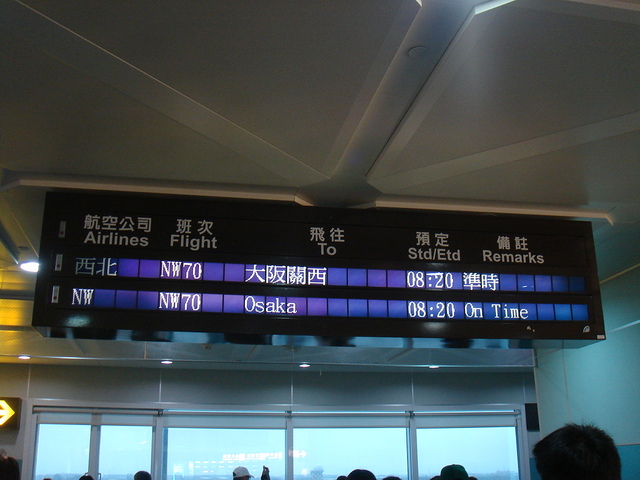 航空公司 班次 飛往 預定 備註
Airlines Flight To Std/Etd Remarks
西北 NW70 大阪關西 08:20 準時
NW NW70 Osaka 08:20 On Time